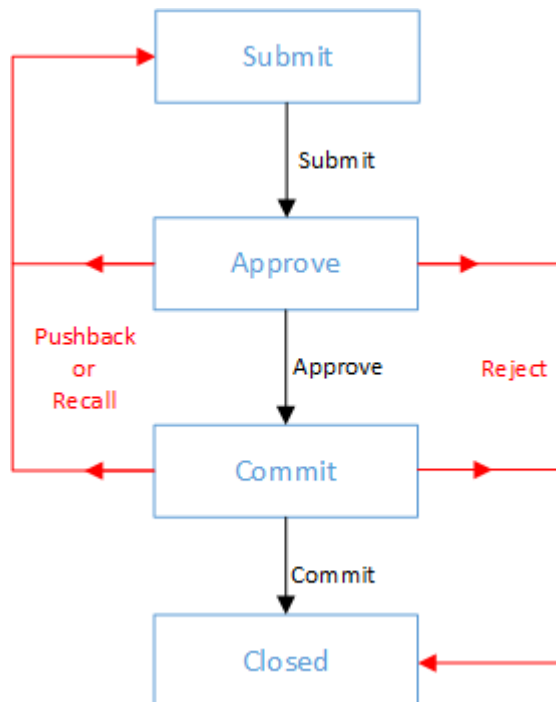 Submit
Submit
Approve
Pushback
or
Recall
Approve
Reject
Commit
Commit
Closed